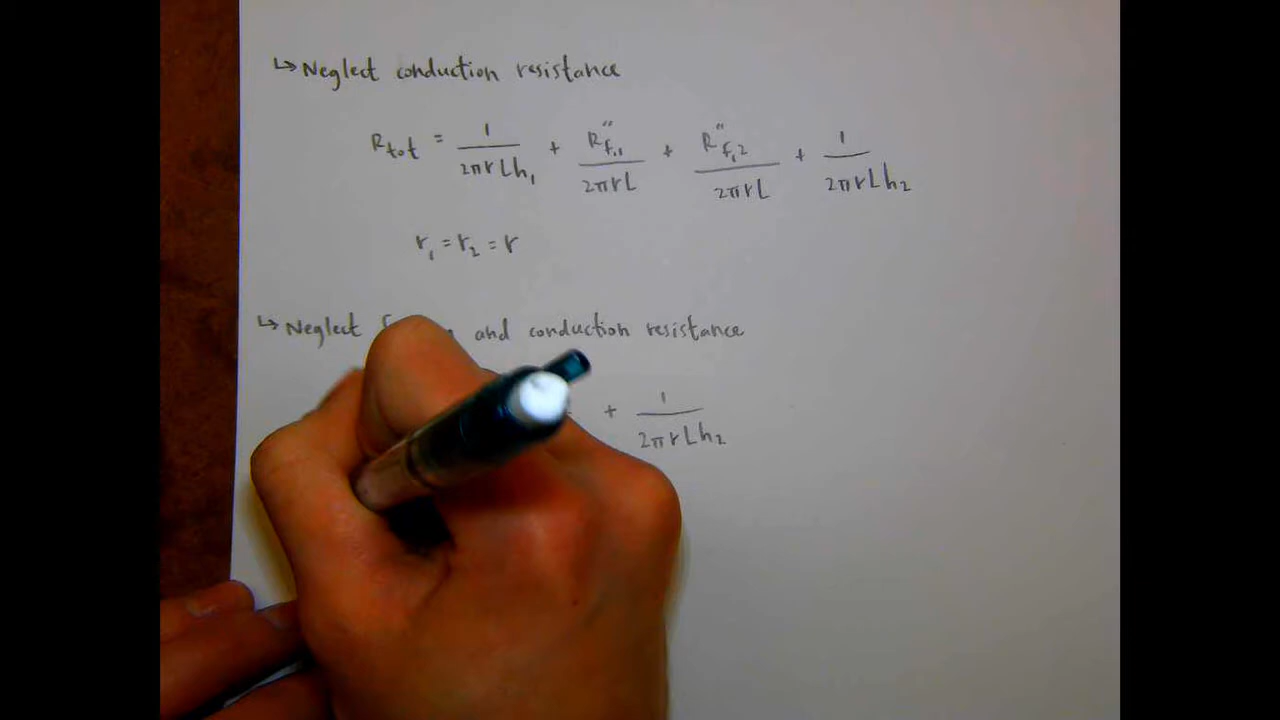 ↳ Neglect conduction resistance
R_tot = 1/(2πrLh₁) + R″_f,1/(2πrL) + R″_f,2/(2πrL) + 1/(2πrLh₂)
r₁ = r₂ = r
↳ Neglect and conduction resistance
+ 1/(2πrLh₂)